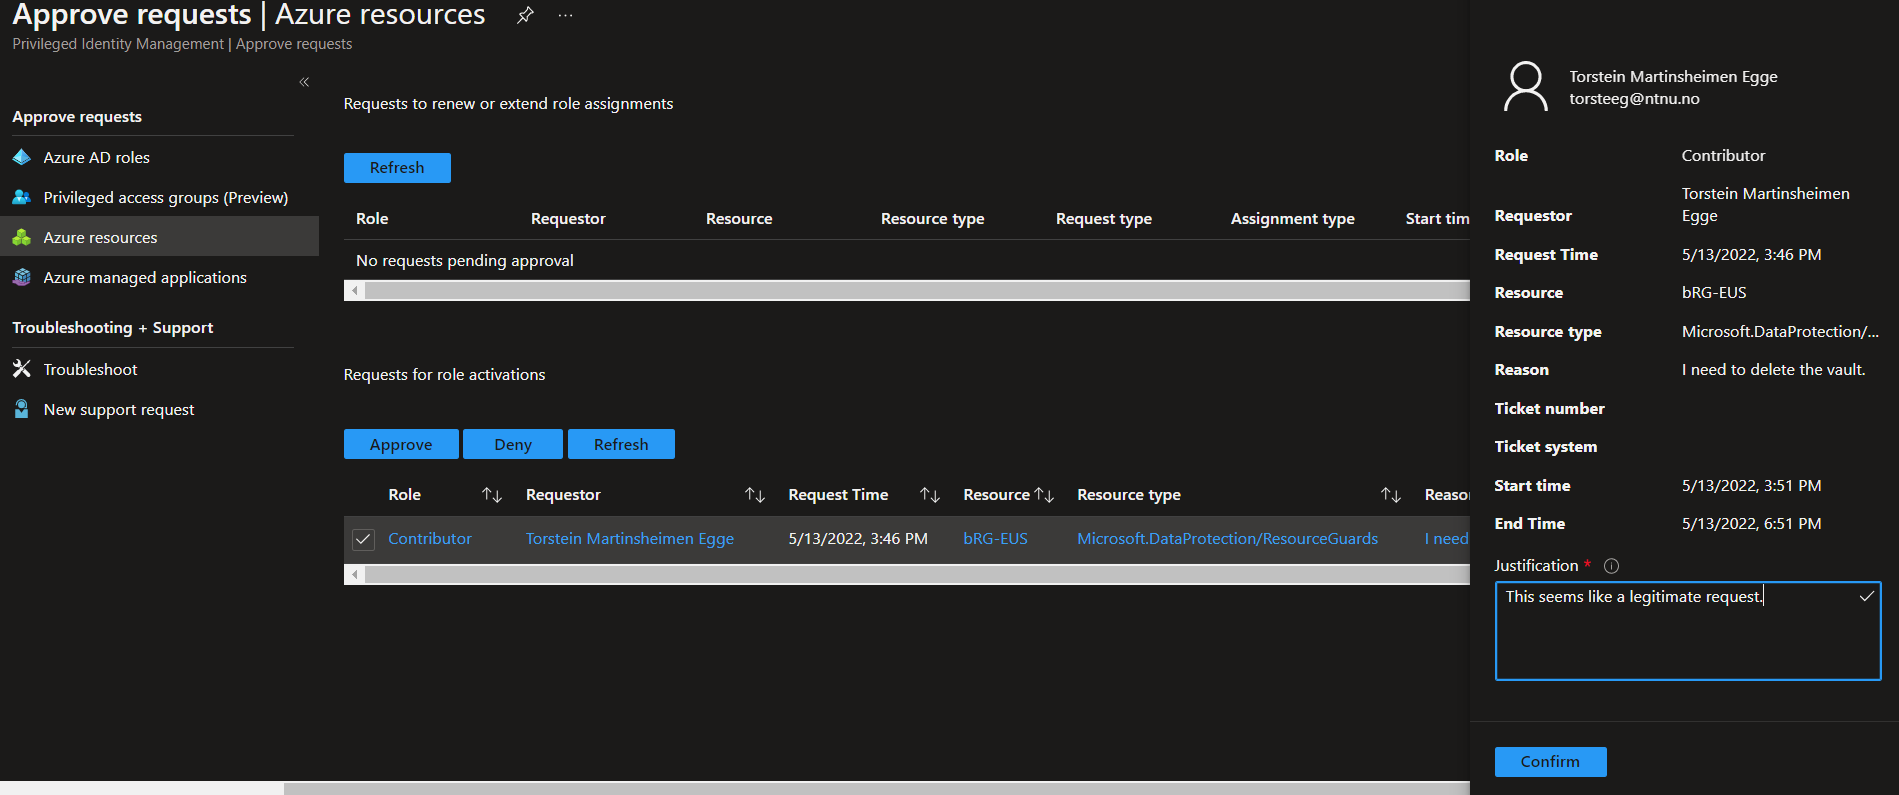 Approve requests | Azure resources
Privileged Identity Management | Approve requests
Approve requests
Azure AD roles
Privileged access groups (Preview)
Azure resources
Azure managed applications
Troubleshooting + Support
Troubleshoot
New support request
Requests to renew or extend role assignments
Refresh
Role Requestor Resource Resource type Request type Assignment type Start tim
No requests pending approval
Requests for role activations
Approve Deny Refresh
Role Requestor Request Time Resource Resource type Reaso
Contributor Torstein Martinsheimen Egge 5/13/2022, 3:46 PM bRG-EUS Microsoft.DataProtection/ResourceGuards I need
Torstein Martinsheimen Egge
torsteeg@ntnu.no
Role Contributor
Requestor Torstein Martinsheimen
Egge
Request Time 5/13/2022, 3:46 PM
Resource bRG-EUS
Resource type Microsoft.DataProtection/...
Reason I need to delete the vault.
Ticket number
Ticket system
Start time 5/13/2022, 3:51 PM
End Time 5/13/2022, 6:51 PM
Justification *
This seems like a legitimate request.
Confirm